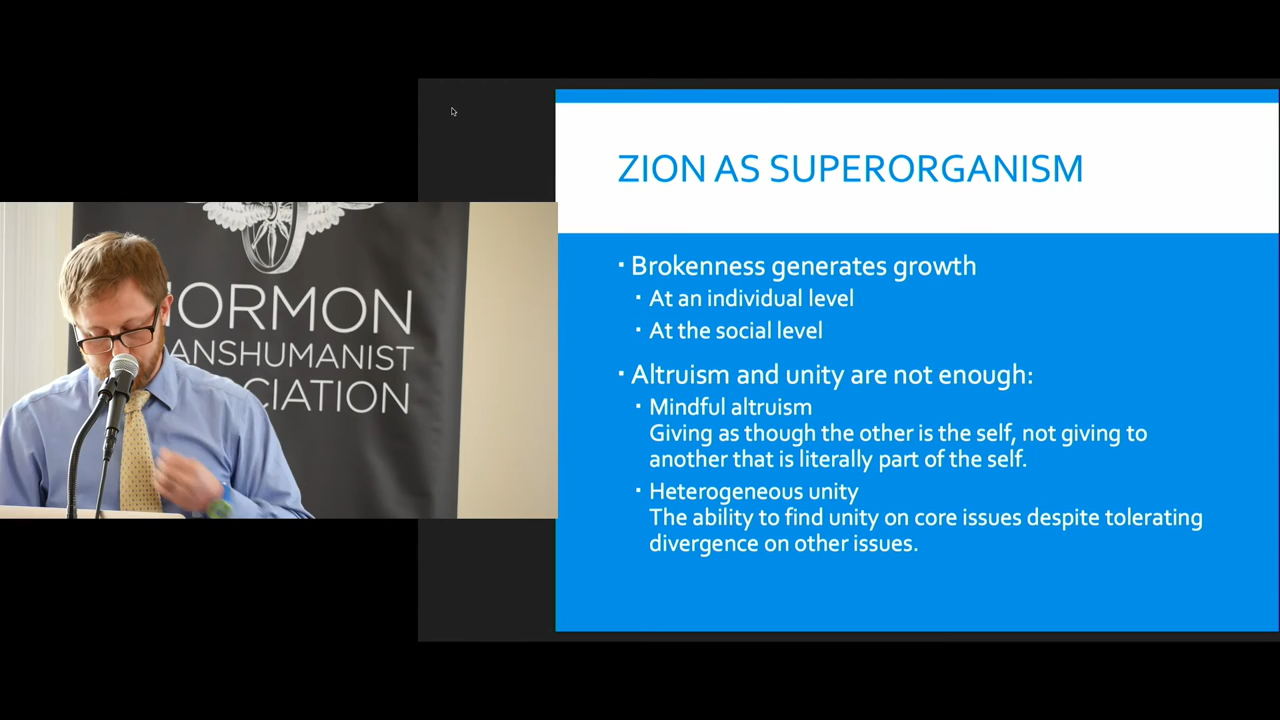 ORMON
ANSHUMANIST
CIATION
ZION AS SUPERORGANISM
▪ Brokenness generates growth
▪ At an individual level
▪ At the social level
▪ Altruism and unity are not enough:
▪ Mindful altruism
Giving as though the other is the self, not giving to
another that is literally part of the self.
▪ Heterogeneous unity
The ability to find unity on core issues despite tolerating
divergence on other issues.